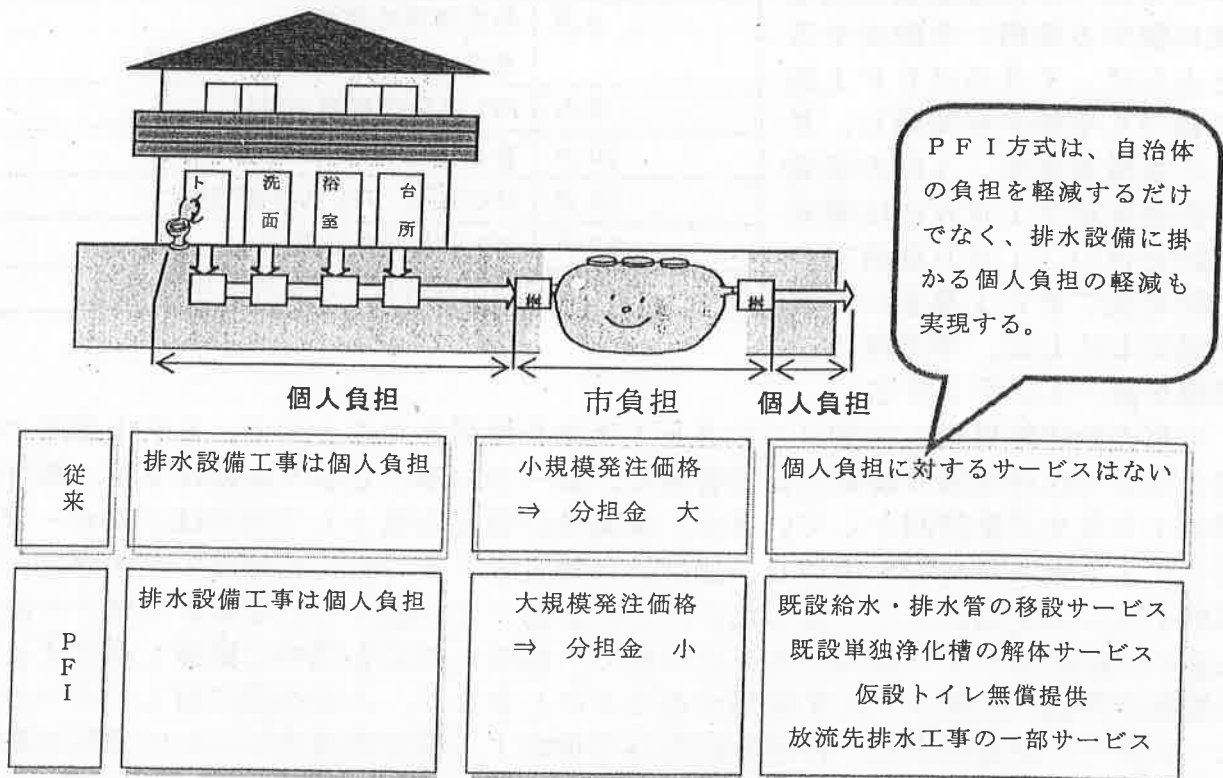 PFI方式は、自治体
の負担を軽減するだけ
でなく、排水設備に掛
かる個人負担の軽減も
実現する。
トイレ
洗面
浴室
台所
桝
桝
個人負担
市負担
個人負担
従来
排水設備工事は個人負担
小規模発注価格
⇒ 分担金 大
個人負担に対するサービスはない
PFI
排水設備工事は個人負担
大規模発注価格
⇒ 分担金 小
既設給水・排水管の移設サービス
既設単独浄化槽の解体サービス
仮設トイレ無償提供
放流先排水工事の一部サービス